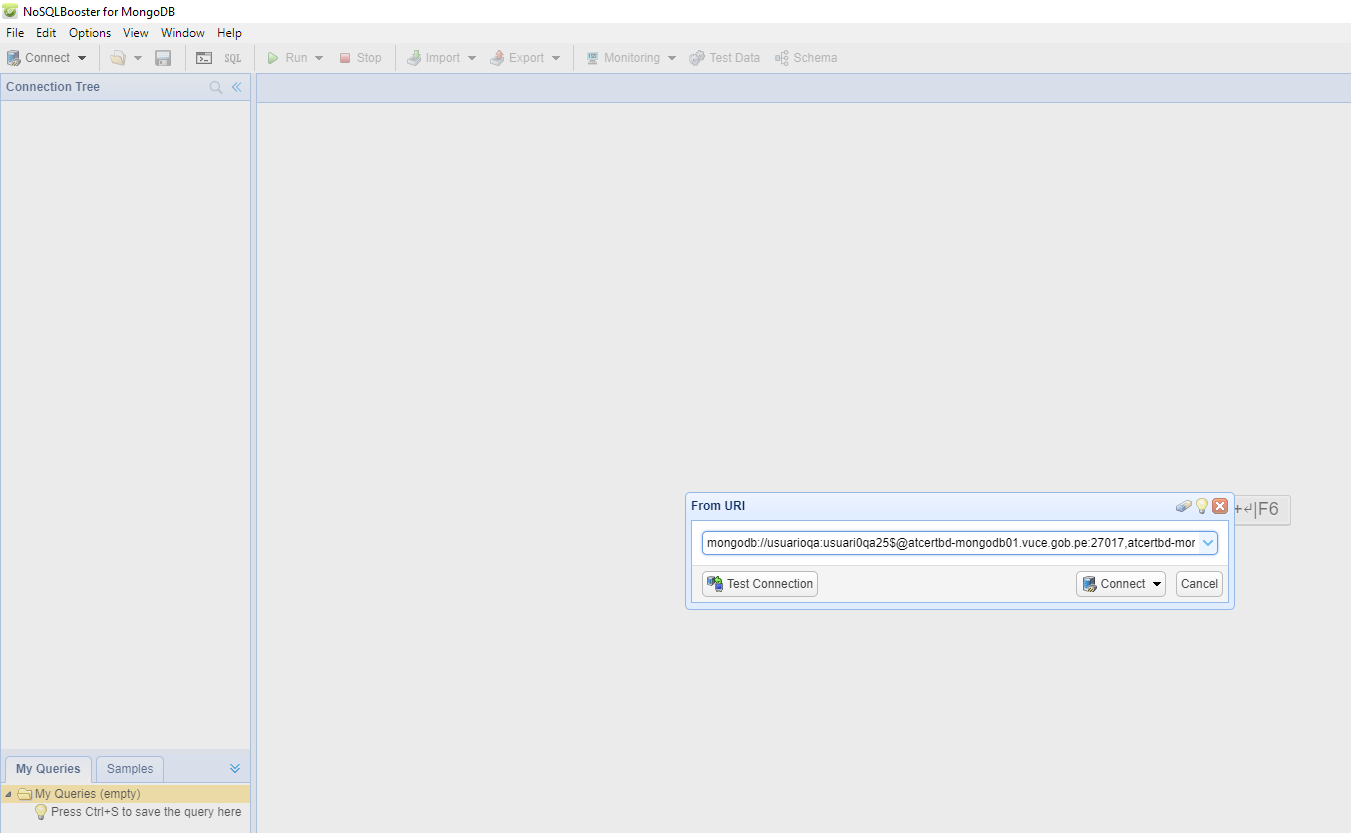 NoSQLBooster for MongoDB
File Edit Options View Window Help
Connect SQL Run Stop Import Export Monitoring Test Data Schema
Connection Tree
From URI
+↵|F6
mongodb://usuarioqa:usuari0qa25$@atcertbd-mongodb01.vuce.gob.pe:27017,atcertbd-mor
Test Connection Connect Cancel
My Queries Samples
My Queries (empty)
Press Ctrl+S to save the query here